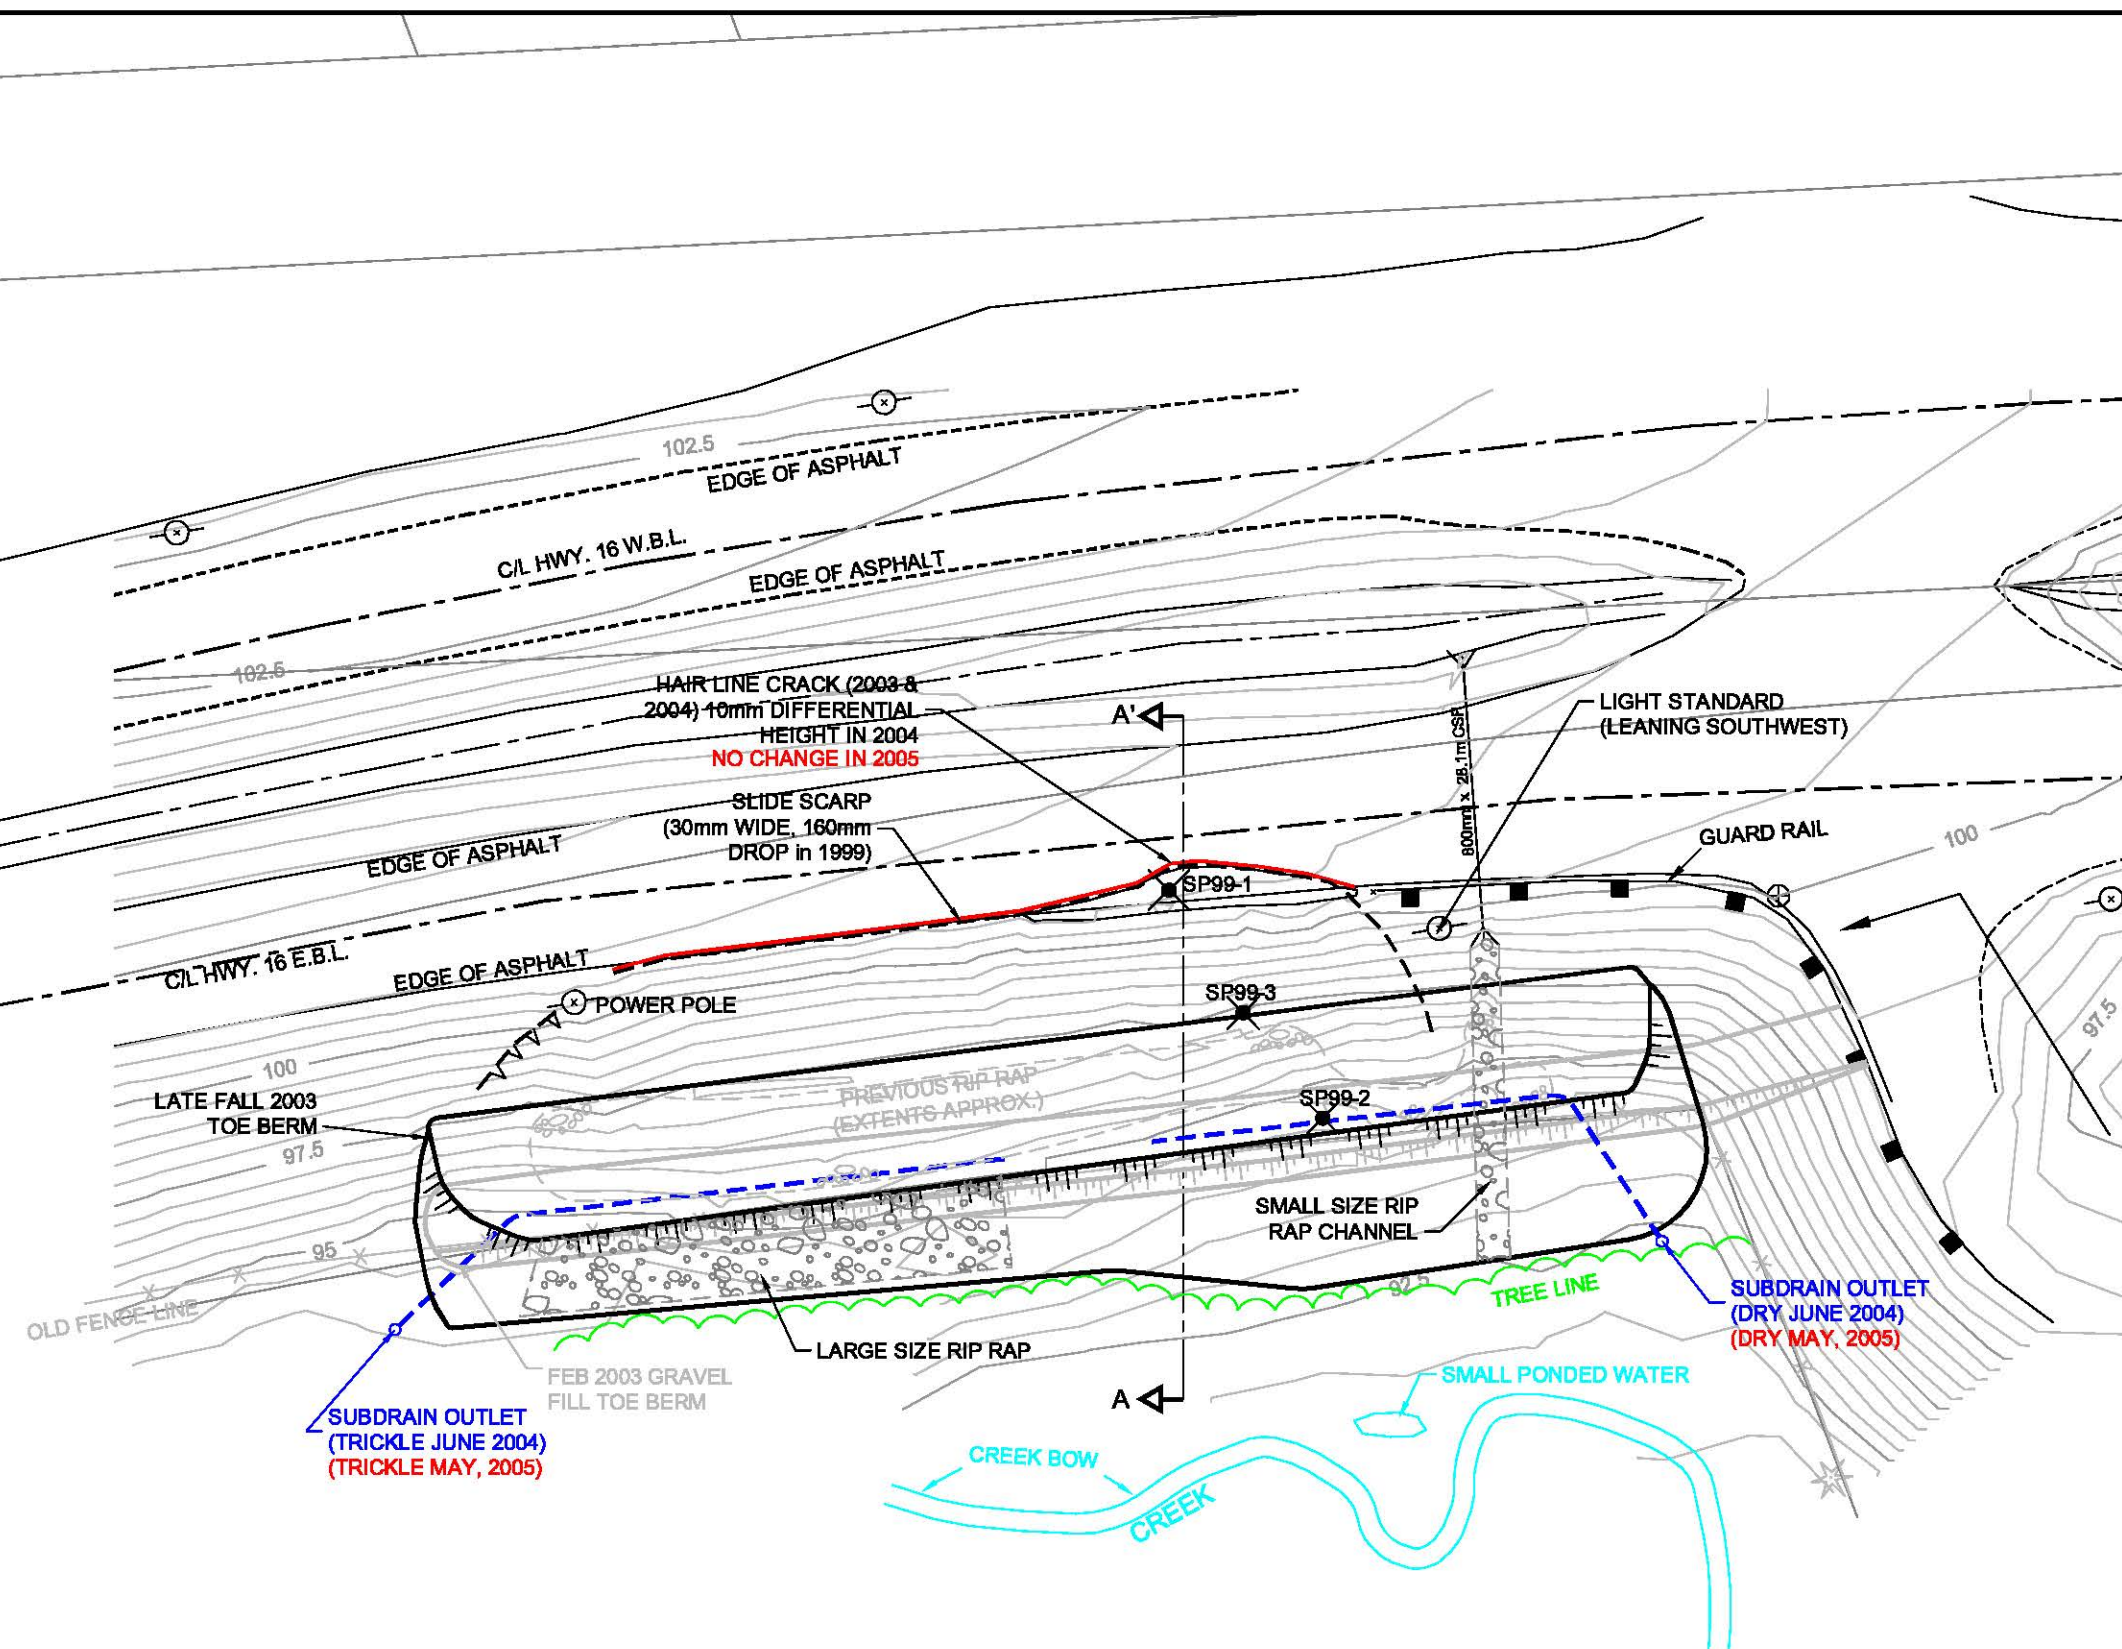 102.5
EDGE OF ASPHALT
C/L HWY. 16 W.B.L.
EDGE OF ASPHALT
102.5
HAIR LINE CRACK (2003 &
2004) 10mm DIFFERENTIAL
HEIGHT IN 2004
NO CHANGE IN 2005
A'
LIGHT STANDARD
(LEANING SOUTHWEST)
600mm x 28.1m CSP
SLIDE SCARP
(30mm WIDE, 160mm
DROP in 1999)
GUARD RAIL
100
EDGE OF ASPHALT
SP99-1
C/L HWY. 16 E.B.L.
EDGE OF ASPHALT
POWER POLE
SP99-3
97.5
100
LATE FALL 2003
TOE BERM
PREVIOUS RIP RAP
(EXTENTS APPROX.)
SP99-2
97.5
SMALL SIZE RIP
RAP CHANNEL
95
OLD FENCE LINE
92.5
TREE LINE
SUBDRAIN OUTLET
(DRY JUNE 2004)
(DRY MAY, 2005)
LARGE SIZE RIP RAP
FEB 2003 GRAVEL
FILL TOE BERM
A
SMALL PONDED WATER
SUBDRAIN OUTLET
(TRICKLE JUNE 2004)
(TRICKLE MAY, 2005)
CREEK BOW
CREEK